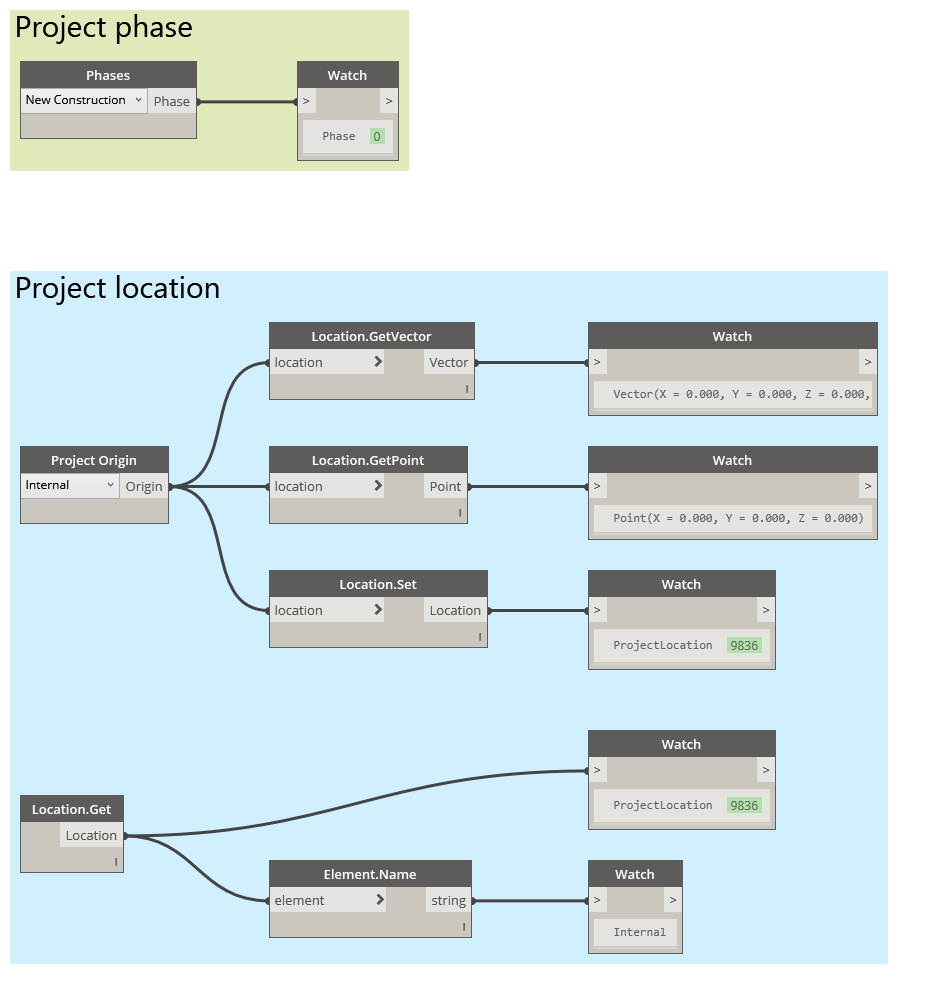 Project phase
Phases
New Construction
Phase
Watch
> >
Phase 0
Project location
Location.GetVector
location
Vector
Watch
> >
Vector(X = 0.000, Y = 0.000, Z = 0.000,
Project Origin
Internal
Origin
Location.GetPoint
location
Point
Watch
> >
Point(X = 0.000, Y = 0.000, Z = 0.000)
Location.Set
location
Location
Watch
> >
ProjectLocation 9836
Watch
> >
ProjectLocation 9836
Location.Get
Location
Element.Name
element
string
Watch
> >
Internal